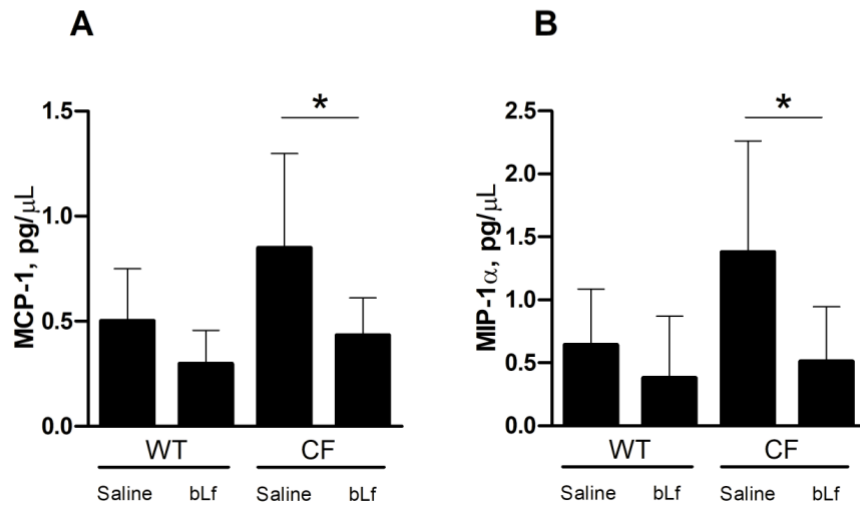 A
MCP-1, pg/μL
1.5
1.0
0.5
0.0
*
WT
CF
Saline
bLf
Saline
bLf
B
MIP-1α, pg/μL
2.5
2.0
1.5
1.0
0.5
0.0
*
WT
CF
Saline
bLf
Saline
bLf